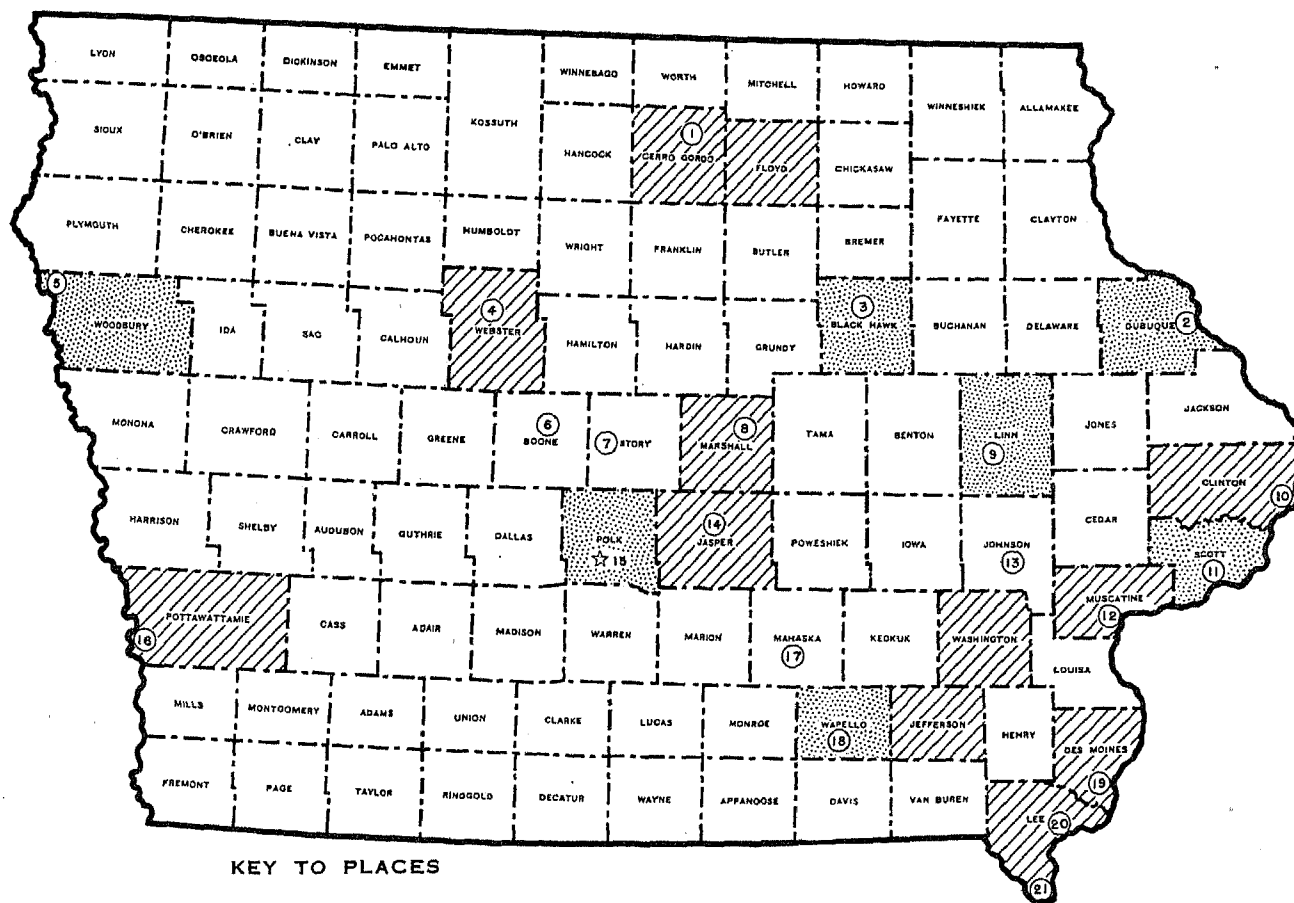 LYON OSCEOLA DICKINSON EMMET WINNEBAGO WORTH MITCHELL HOWARD WINNESHIEK ALLAMAKEE
SIOUX O'BRIEN CLAY PALO ALTO KOSSUTH HANCOCK 1 CERRO GORDO FLOYD CHICKASAW
PLYMOUTH CHEROKEE BUENA VISTA POCAHONTAS HUMBOLDT WRIGHT FRANKLIN BUTLER BREMER FAYETTE CLAYTON
5 WOODBURY IDA SAC CALHOUN 4 WEBSTER HAMILTON HARDIN GRUNDY 3 BLACK HAWK BUCHANAN DELAWARE DUBUQUE 2
MONONA CRAWFORD CARROLL GREENE 6 BOONE 7 STORY 8 MARSHALL TAMA BENTON LINN 9 JONES JACKSON
CLINTON 10
HARRISON SHELBY AUDUBON GUTHRIE DALLAS POLK 15 14 JASPER POWESHIEK IOWA JOHNSON 13 CEDAR SCOTT 11
POTTAWATTAMIE 16 CASS ADAIR MADISON WARREN MARION MAHASKA 17 KEOKUK WASHINGTON MUSCATINE 12
LOUISA
MILLS MONTGOMERY ADAMS UNION CLARKE LUCAS MONROE WAPELLO 18 JEFFERSON HENRY DES MOINES 19
FREMONT PAGE TAYLOR RINGGOLD DECATUR WAYNE APPANOOSE DAVIS VAN BUREN LEE 20
21
KEY TO PLACES